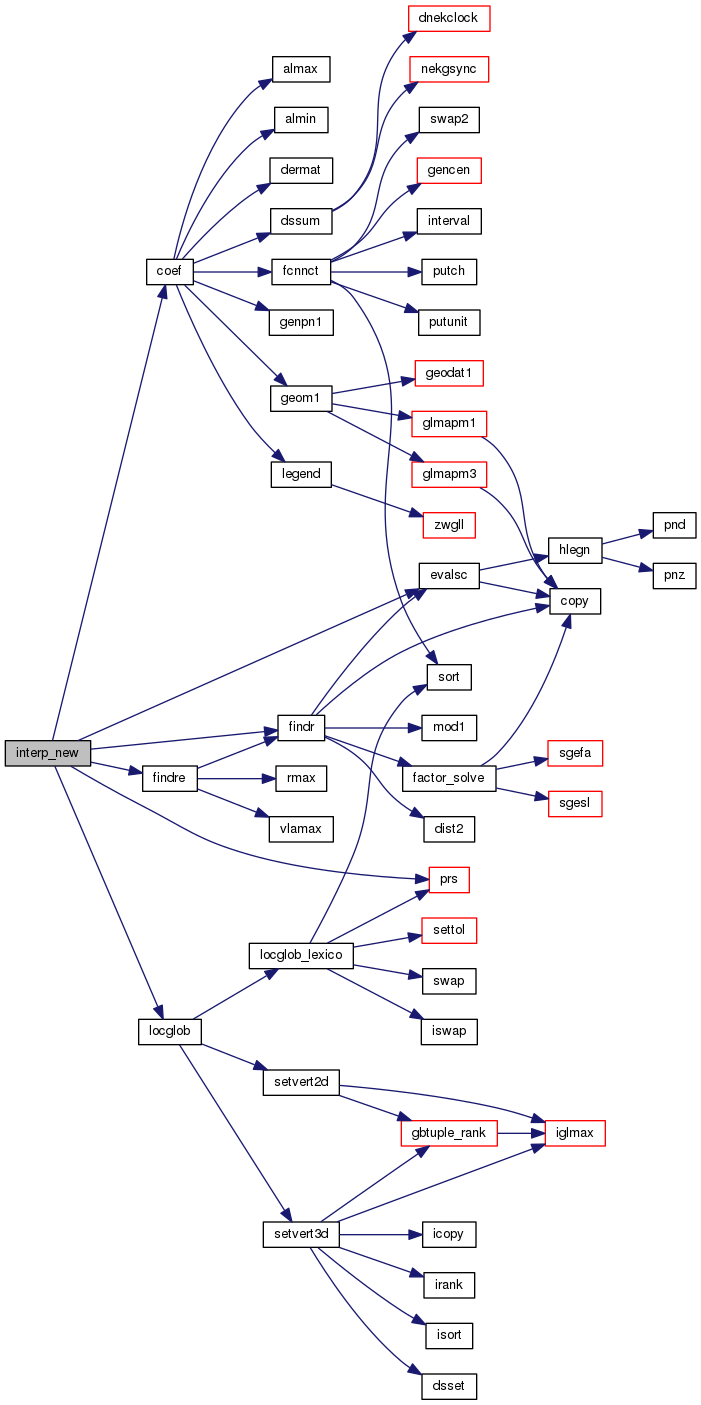 dnekclock
almax
nekgsync
almin
swap2
dermat
gencen
dssum
interval
coef
fcnnct
putch
genpn1
putunit
geodat1
geom1
glmapm1
legend
glmapm3
zwgll
pnd
hlegn
evalsc
pnz
copy
sort
findr
mod1
interp_new
sgefa
findre
rmax
factor_solve
sgesl
vlamax
dist2
prs
settol
locglob_lexico
swap
locglob
iswap
setvert2d
gbtuple_rank
iglmax
setvert3d
icopy
irank
isort
dsset